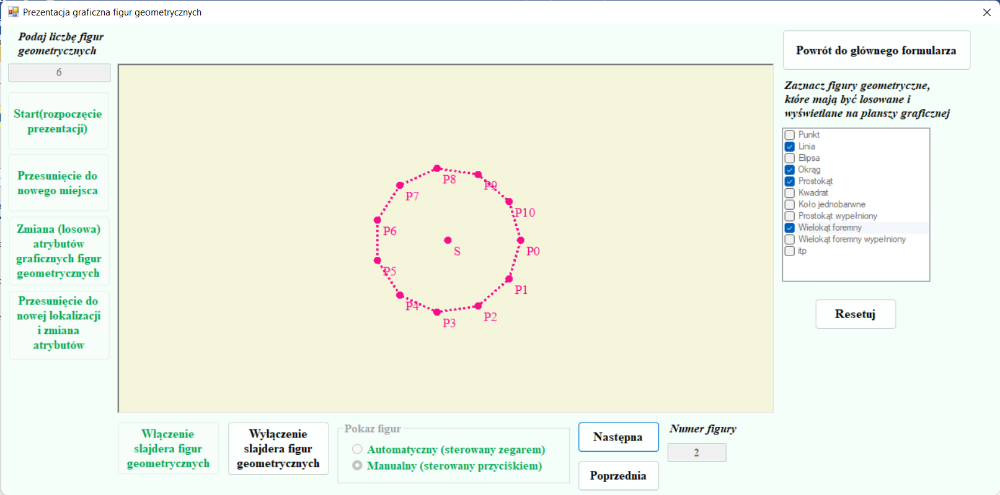 Prezentacja graficzna figur geometrycznych
Podaj liczbę figur
geometrycznych
6
Start(rozpoczęcie
prezentacji)
Przesunięcie do
nowego miejsca
Zmiana (losowa)
atrybutów
graficznych figur
geometrycznych
Przesunięcie do
nowej lokalizacji
i zmiana
atrybutów
P8
P9
P7
P10
P6
S
P0
P5
P1
P4
P2
P3
Powrót do głównego formularza
Zaznacz figury geometryczne,
które mają być losowane i
wyświetlane na planszy graficznej
Punkt
Linia
Elipsa
Okrąg
Prostokąt
Kwadrat
Koło jednobarwne
Prostokąt wypełniony
Wielokąt foremny
Wielokąt foremny wypełniony
itp
Resetuj
Włączenie
slajdera figur
geometrycznych
Wyłączenie
slajdera figur
geometrycznych
Pokaz figur
Automatyczny (sterowany zegarem)
Manualny (sterowany przyciśkiem)
Następna
Poprzednia
Numer figury
2